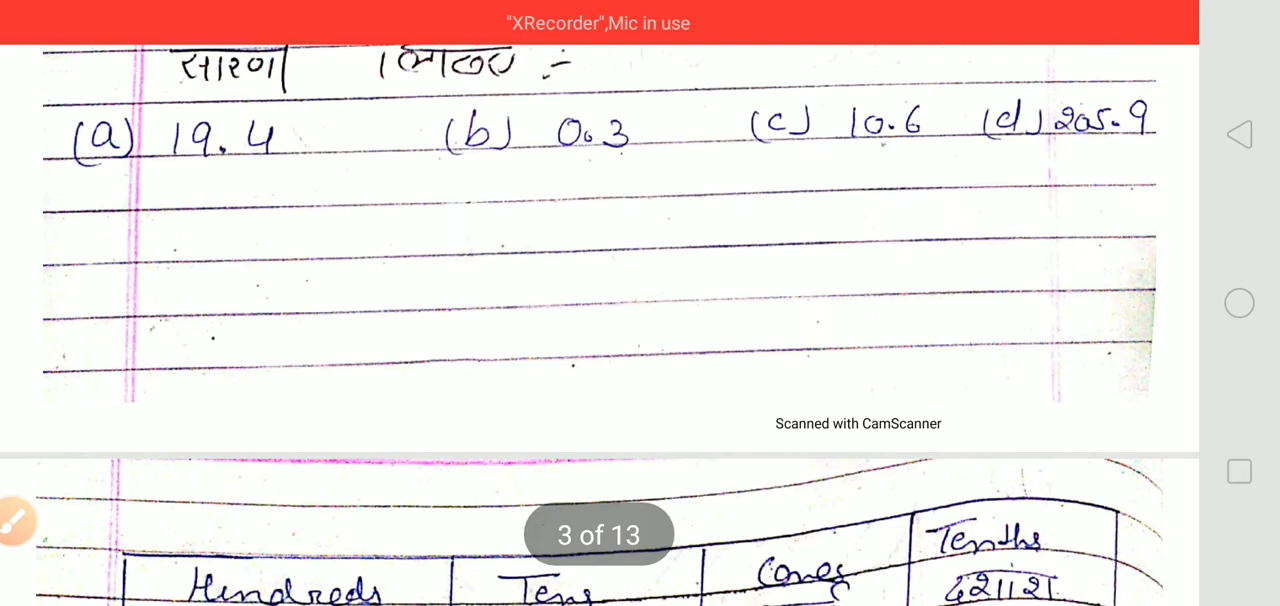 "XRecorder",Mic in use
सारणी
(a) 19.4 (b) 0.3 (c) 10.6 (d) 205.9
Scanned with CamScanner
3 of 13
Hundreds Tens Ones Tenths
दशांश